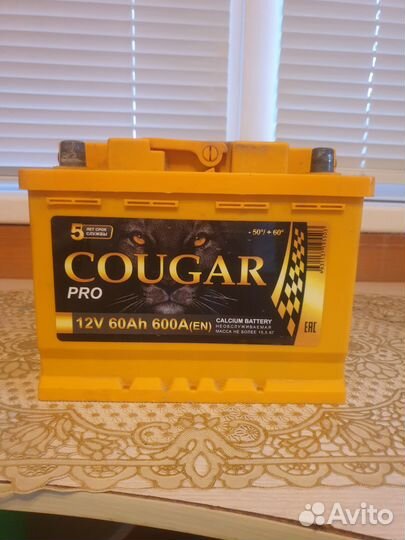 5 ЛЕТ СРОК
СЛУЖБЫ
- 50°/ + 60°
COUGAR
PRO
12V 60Ah 600A(EN)
CALCIUM BATTERY
НЕОБСЛУЖИВАЕМАЯ
МАССА НЕ БОЛЕЕ 15,5 КГ
EAC
Avito